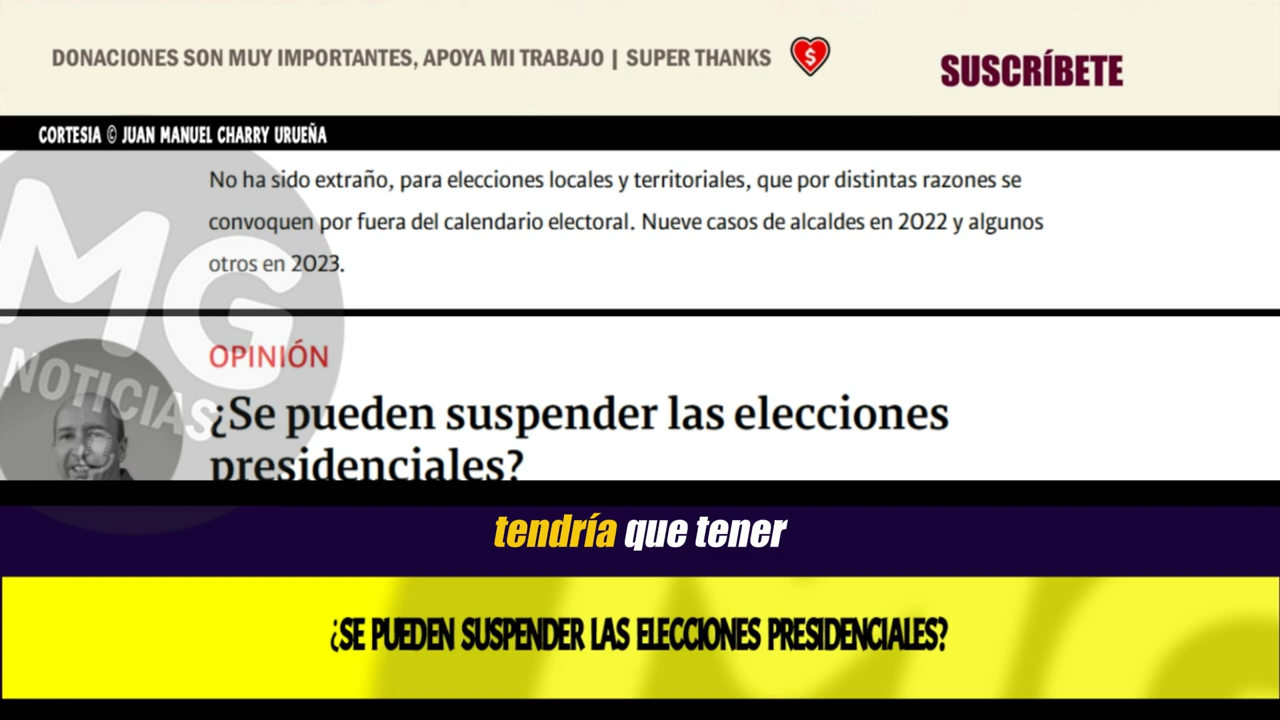 DONACIONES SON MUY IMPORTANTES, APOYA MI TRABAJO | SUPER THANKS $
SUSCRÍBETE
CORTESIA © JUAN MANUEL CHARRY URUEÑA
No ha sido extraño, para elecciones locales y territoriales, que por distintas razones se
convoquen por fuera del calendario electoral. Nueve casos de alcaldes en 2022 y algunos
otros en 2023.
MG
NOTICIAS
OPINIÓN
¿Se pueden suspender las elecciones
presidenciales?
tendría que tener
¿SE PUEDEN SUSPENDER LAS ELECCIONES PRESIDENCIALES?